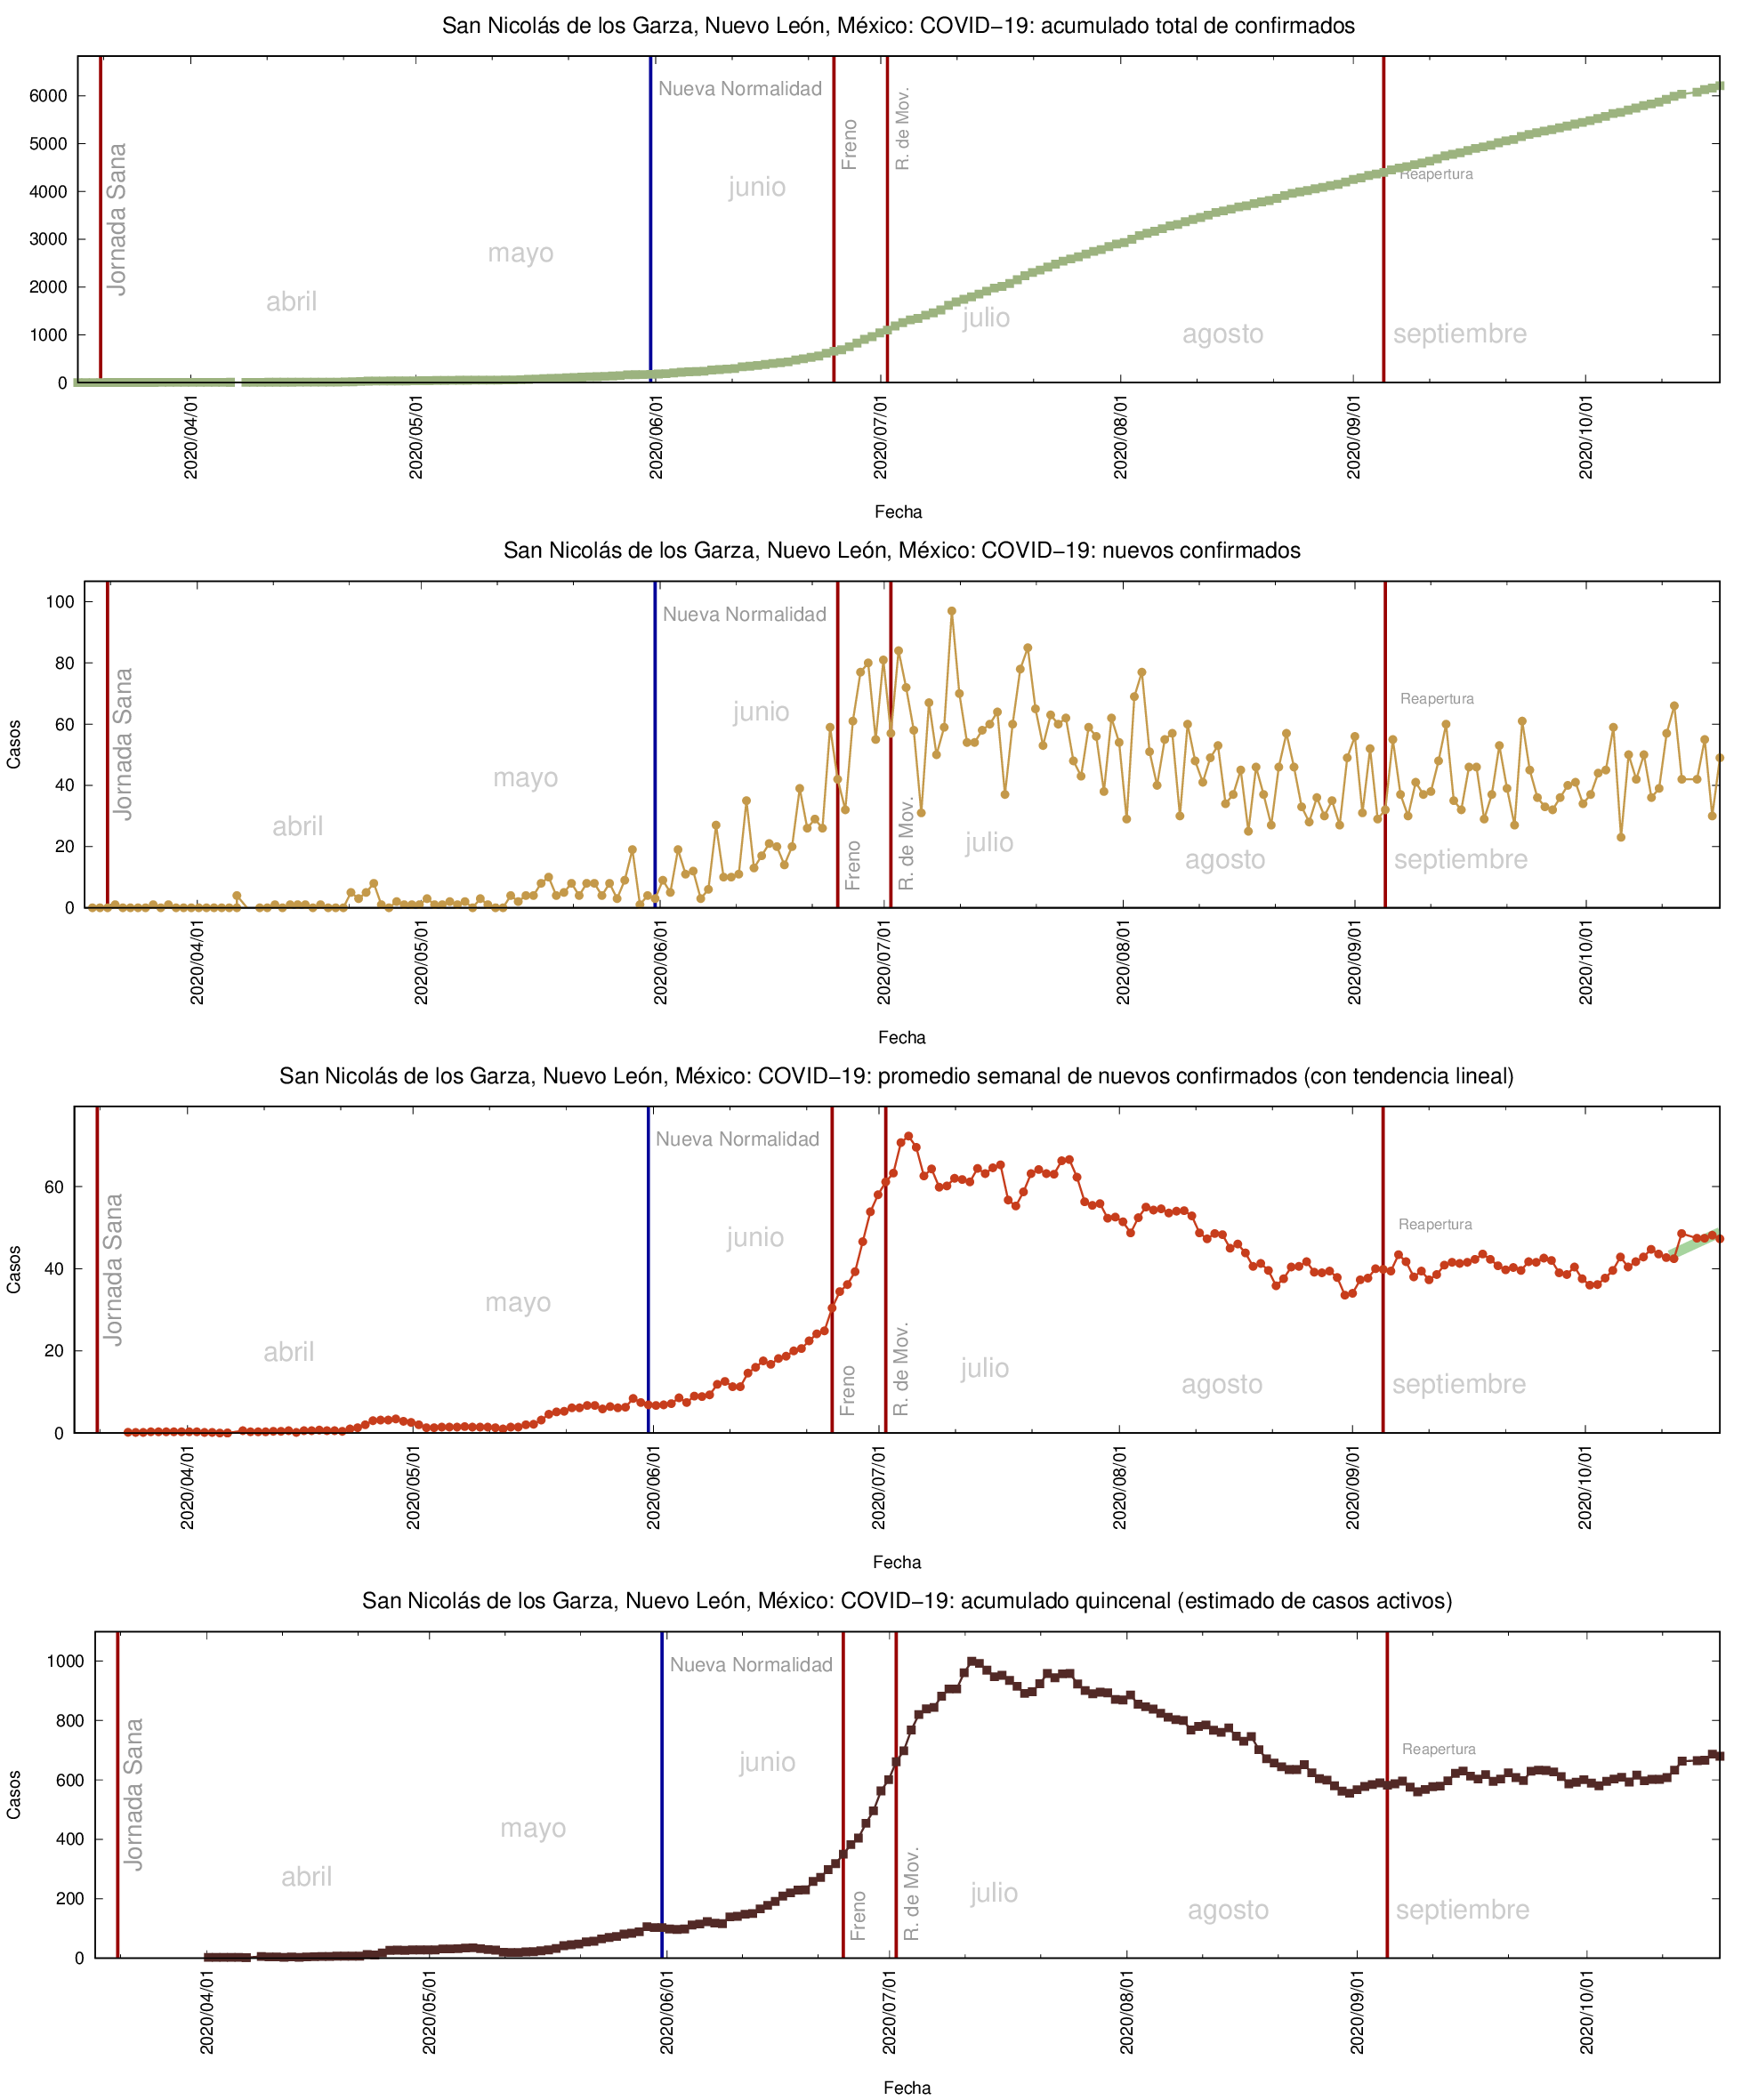 San Nicolás de los Garza, Nuevo León, México: COVID−19: acumulado total de confirmados
6000
5000
4000
3000
2000
1000
0
Jornada Sana
abril
mayo
Nueva Normalidad
junio
Freno
R. de Mov.
julio
agosto
Reapertura
septiembre
2020/04/01
2020/05/01
2020/06/01
2020/07/01
2020/08/01
2020/09/01
2020/10/01
Fecha
San Nicolás de los Garza, Nuevo León, México: COVID−19: nuevos confirmados
Casos
100
80
60
40
20
0
Jornada Sana
abril
mayo
Nueva Normalidad
junio
Freno
R. de Mov.
julio
agosto
Reapertura
septiembre
2020/04/01
2020/05/01
2020/06/01
2020/07/01
2020/08/01
2020/09/01
2020/10/01
Fecha
San Nicolás de los Garza, Nuevo León, México: COVID−19: promedio semanal de nuevos confirmados (con tendencia lineal)
Casos
60
40
20
0
Jornada Sana
abril
mayo
Nueva Normalidad
junio
Freno
R. de Mov.
julio
agosto
Reapertura
septiembre
2020/04/01
2020/05/01
2020/06/01
2020/07/01
2020/08/01
2020/09/01
2020/10/01
Fecha
San Nicolás de los Garza, Nuevo León, México: COVID−19: acumulado quincenal (estimado de casos activos)
Casos
1000
800
600
400
200
0
Jornada Sana
abril
mayo
Nueva Normalidad
junio
Freno
R. de Mov.
julio
agosto
Reapertura
septiembre
2020/04/01
2020/05/01
2020/06/01
2020/07/01
2020/08/01
2020/09/01
2020/10/01
Fecha